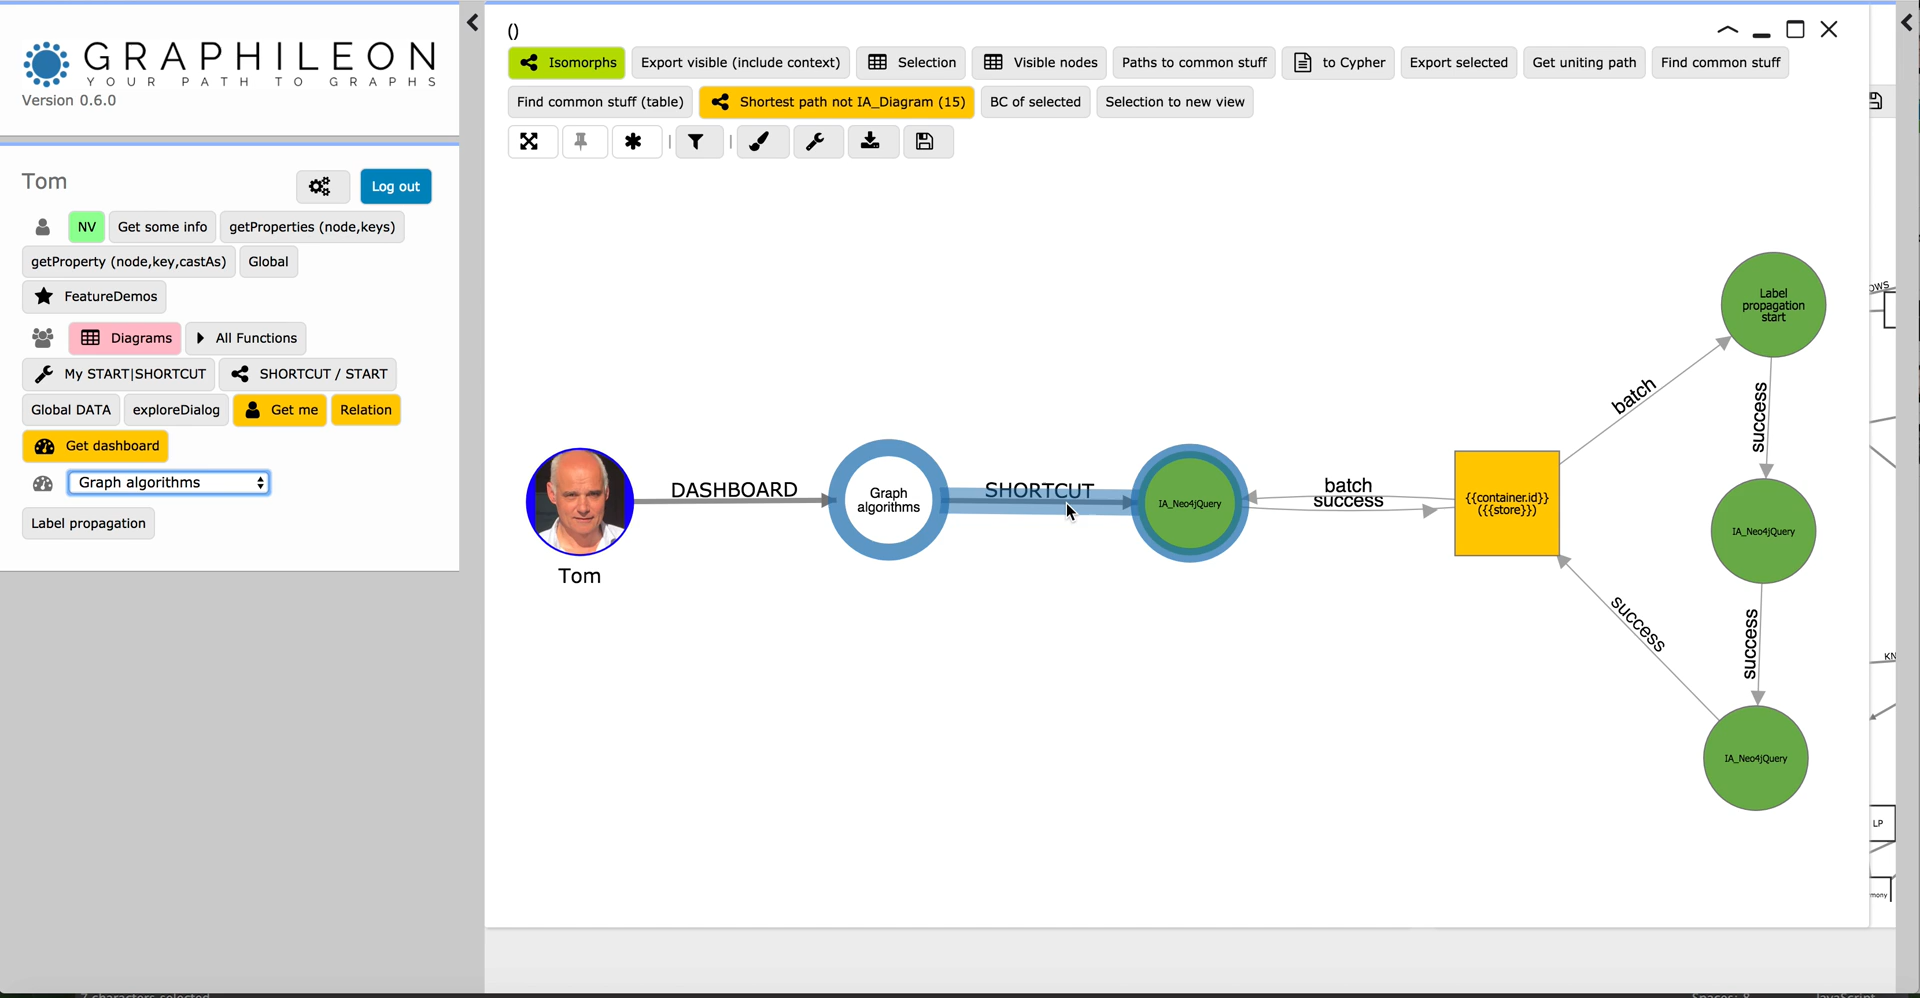 GRAPHILEON
YOUR PATH TO GRAPHS
Version 0.6.0
Tom
Log out
NV
Get some info
getProperties (node,keys)
getProperty (node,key,castAs)
Global
FeatureDemos
Diagrams
All Functions
My START|SHORTCUT
SHORTCUT / START
Global DATA
exploreDialog
Get me
Relation
Get dashboard
Graph algorithms
Label propagation
()
Isomorphs
Export visible (include context)
Selection
Visible nodes
Paths to common stuff
to Cypher
Export selected
Get uniting path
Find common stuff
Find common stuff (table)
Shortest path not IA_Diagram (15)
BC of selected
Selection to new view
Tom
DASHBOARD
Graph
algorithms
SHORTCUT
IA_Neo4jQuery
batch
success
{{container.id}}
({{store}})
batch
Label
propagation
start
success
IA_Neo4jQuery
success
success
IA_Neo4jQuery
KN
LP